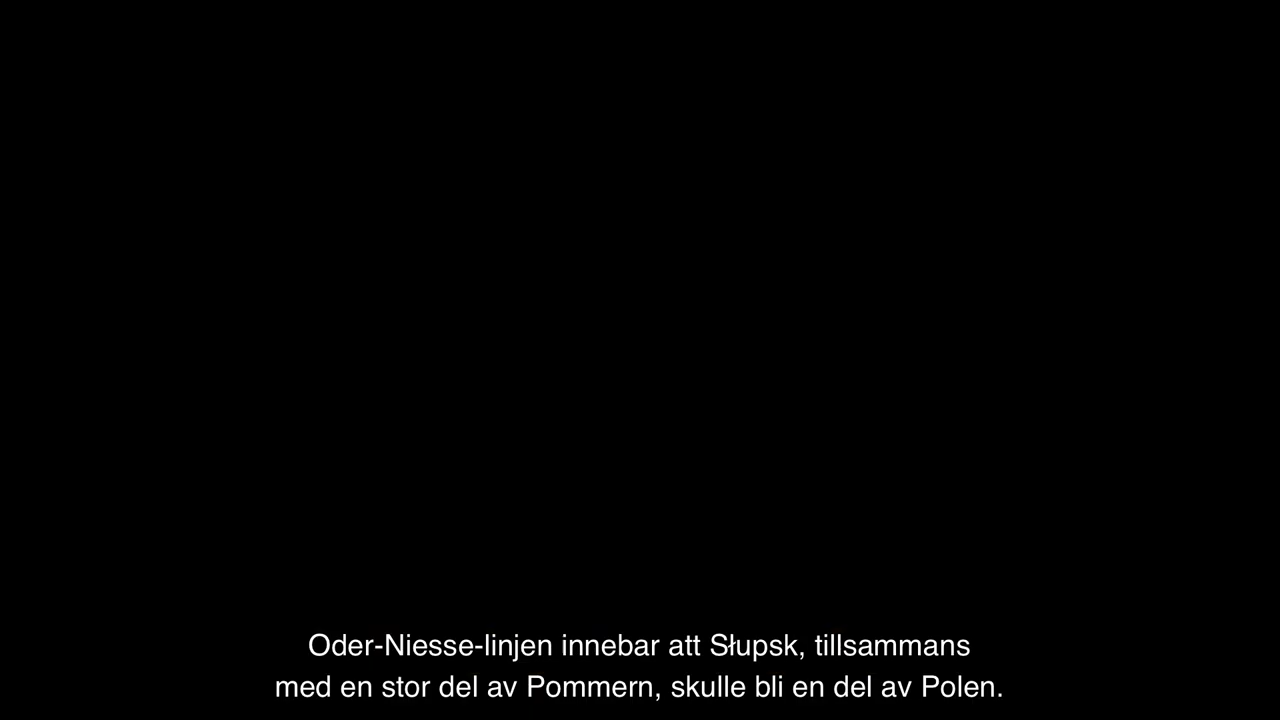 Oder-Niesse-linjen innebar att Słupsk, tillsammans
med en stor del av Pommern, skulle bli en del av Polen.